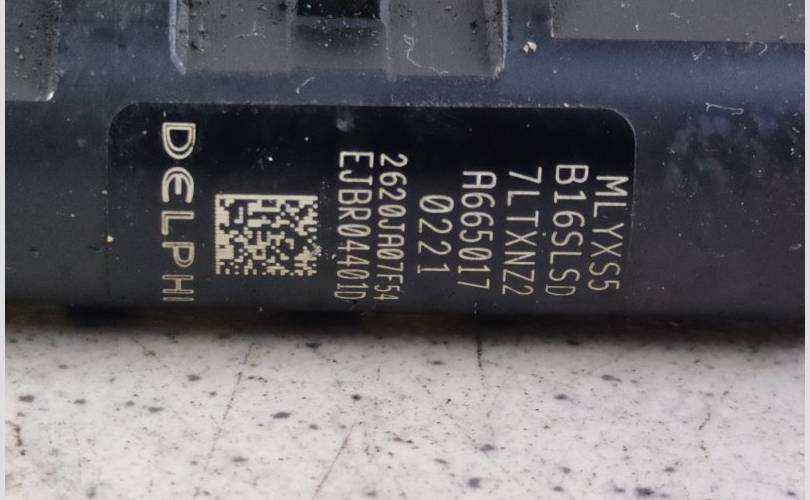 MLYXS5
B16SLSD
7LTXNZ2
A665017
0221
2620JA07F54
EJBR04401D
DELPHI